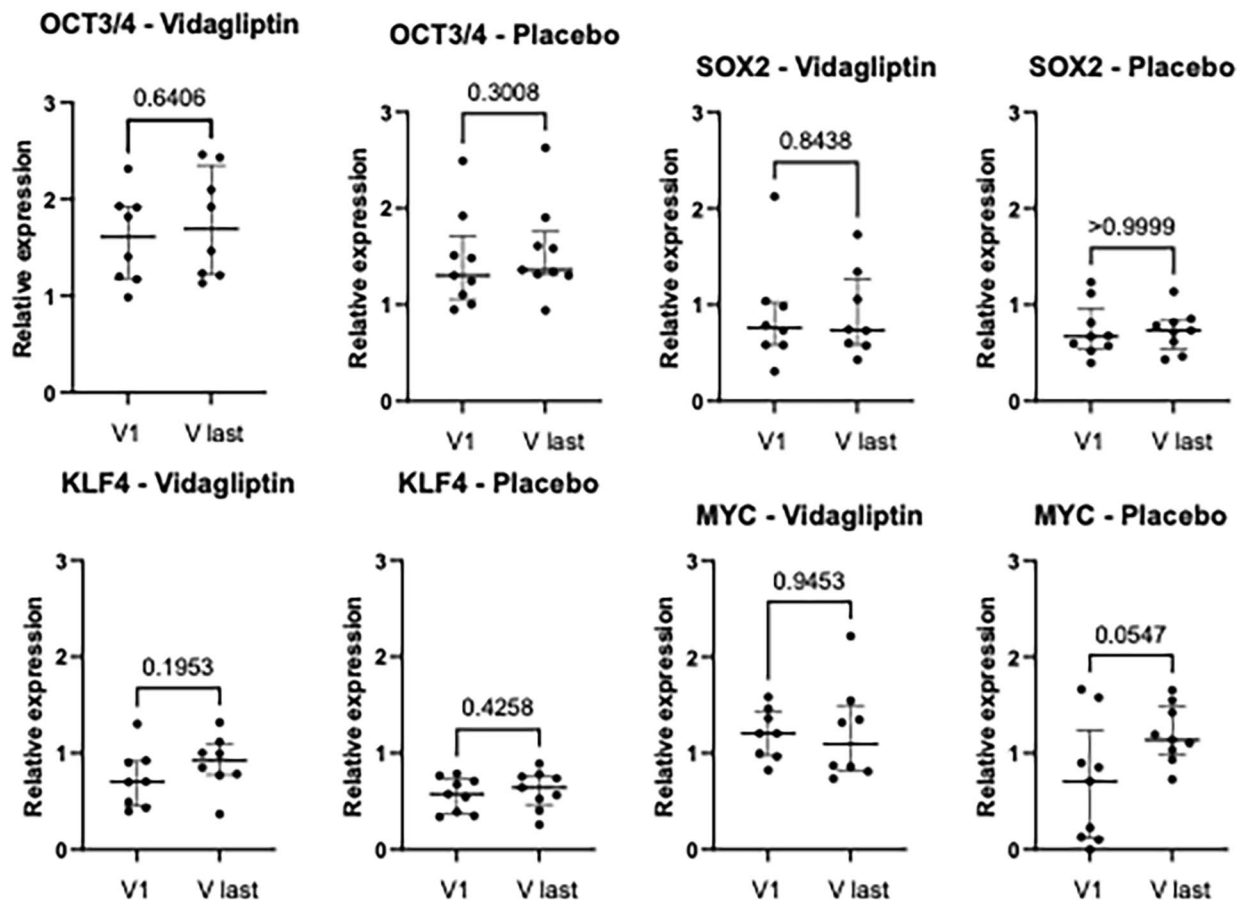 OCT3/4 - Vidagliptin
0.6406
3
2
1
0
Relative expression
V1 V last
OCT3/4 - Placebo
0.3008
3
2
1
0
Relative expression
V1 V last
SOX2 - Vidagliptin
0.8438
3
2
1
0
Relative expression
V1 V last
SOX2 - Placebo
>0.9999
3
2
1
0
Relative expression
V1 V last
KLF4 - Vidagliptin
0.1953
3
2
1
0
Relative expression
V1 V last
KLF4 - Placebo
0.4258
3
2
1
0
Relative expression
V1 V last
MYC - Vidagliptin
0.9453
3
2
1
0
Relative expression
V1 V last
MYC - Placebo
0.0547
3
2
1
0
Relative expression
V1 V last